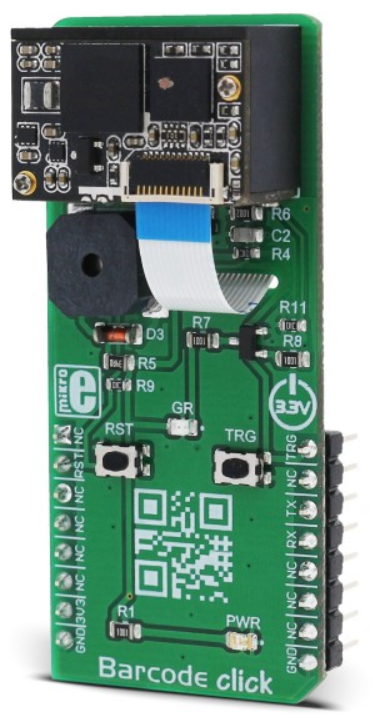 R6
C2
R4
R11
R7
R8
D3
R5
R9
mikro
e
3.3V
GR
RST
TRG
NC
RST
NC
NC
NC
NC
3V3
GND
TRG
NC
TX
RX
NC
NC
NC
GND
R1
PWR
Barcode click